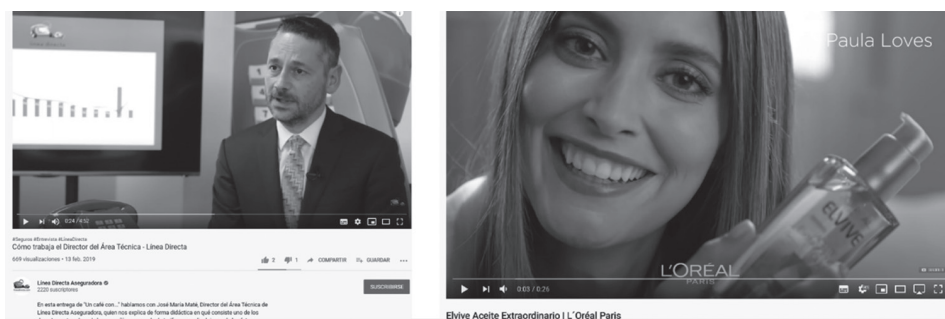 Línea Directa
0:24 / 4:52
#Seguros #Entrevista #LíneaDirecta
Cómo trabaja el Director del Área Técnica - Línea Directa
669 visualizaciones • 13 feb. 2019
2
1
COMPARTIR
GUARDAR
Línea Directa Aseguradora
2220 suscriptores
SUSCRIBIRSE
En esta entrega de "Un café con..." hablamos con José María Maté, Director del Área Técnica de
Línea Directa Aseguradora, quien nos explica de forma didáctica en qué consiste uno de los
Paula Loves
ELVIVE
L'ORÉAL
PARIS
0:03 / 0:26
Elvive Aceite Extraordinario I L´Oréal Paris